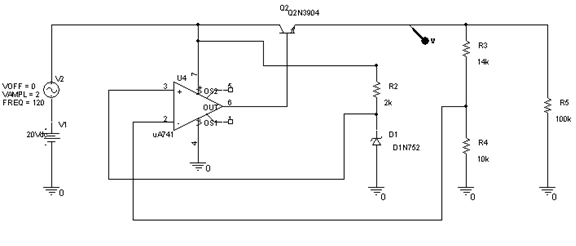 Q2
Q2N3904
V
R3
14k
V2
VOFF = 0
VAMPL = 2
FREQ = 120
V1
20Vdc
0
U4
7
3
+
OS2
5
OUT
6
2
-
OS1
1
uA741
4
0
R2
2k
D1
D1N752
0
R4
10k
0
R5
100k
0